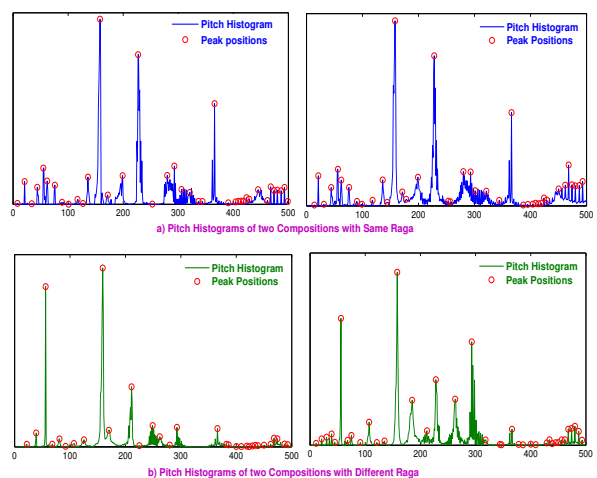 Pitch Histogram
Peak positions
0 100 200 300 400 500
Pitch Histogram
Peak Positions
0 100 200 300 400 500
a) Pitch Histograms of two Compositions with Same Raga
Pitch Histogram
Peak Positions
0 100 200 300 400 500
Pitch Histogram
Peak Positions
0 100 200 300 400 500
b) Pitch Histograms of two Compositions with Different Raga